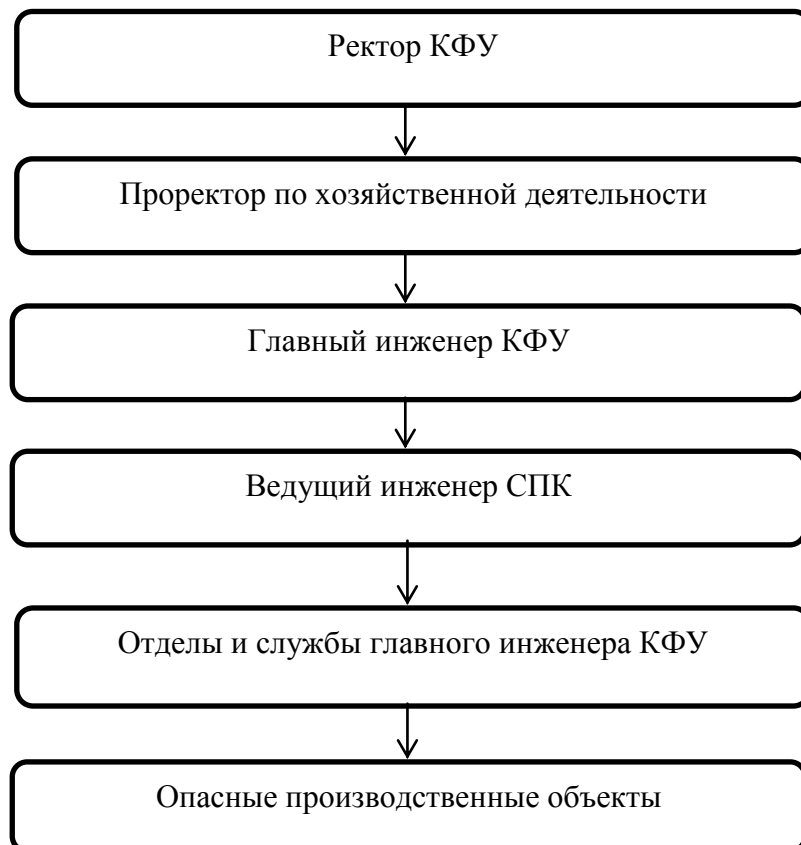 Ректор КФУ
Проректор по хозяйственной деятельности
Главный инженер КФУ
Ведущий инженер СПК
Отделы и службы главного инженера КФУ
Опасные производственные объекты